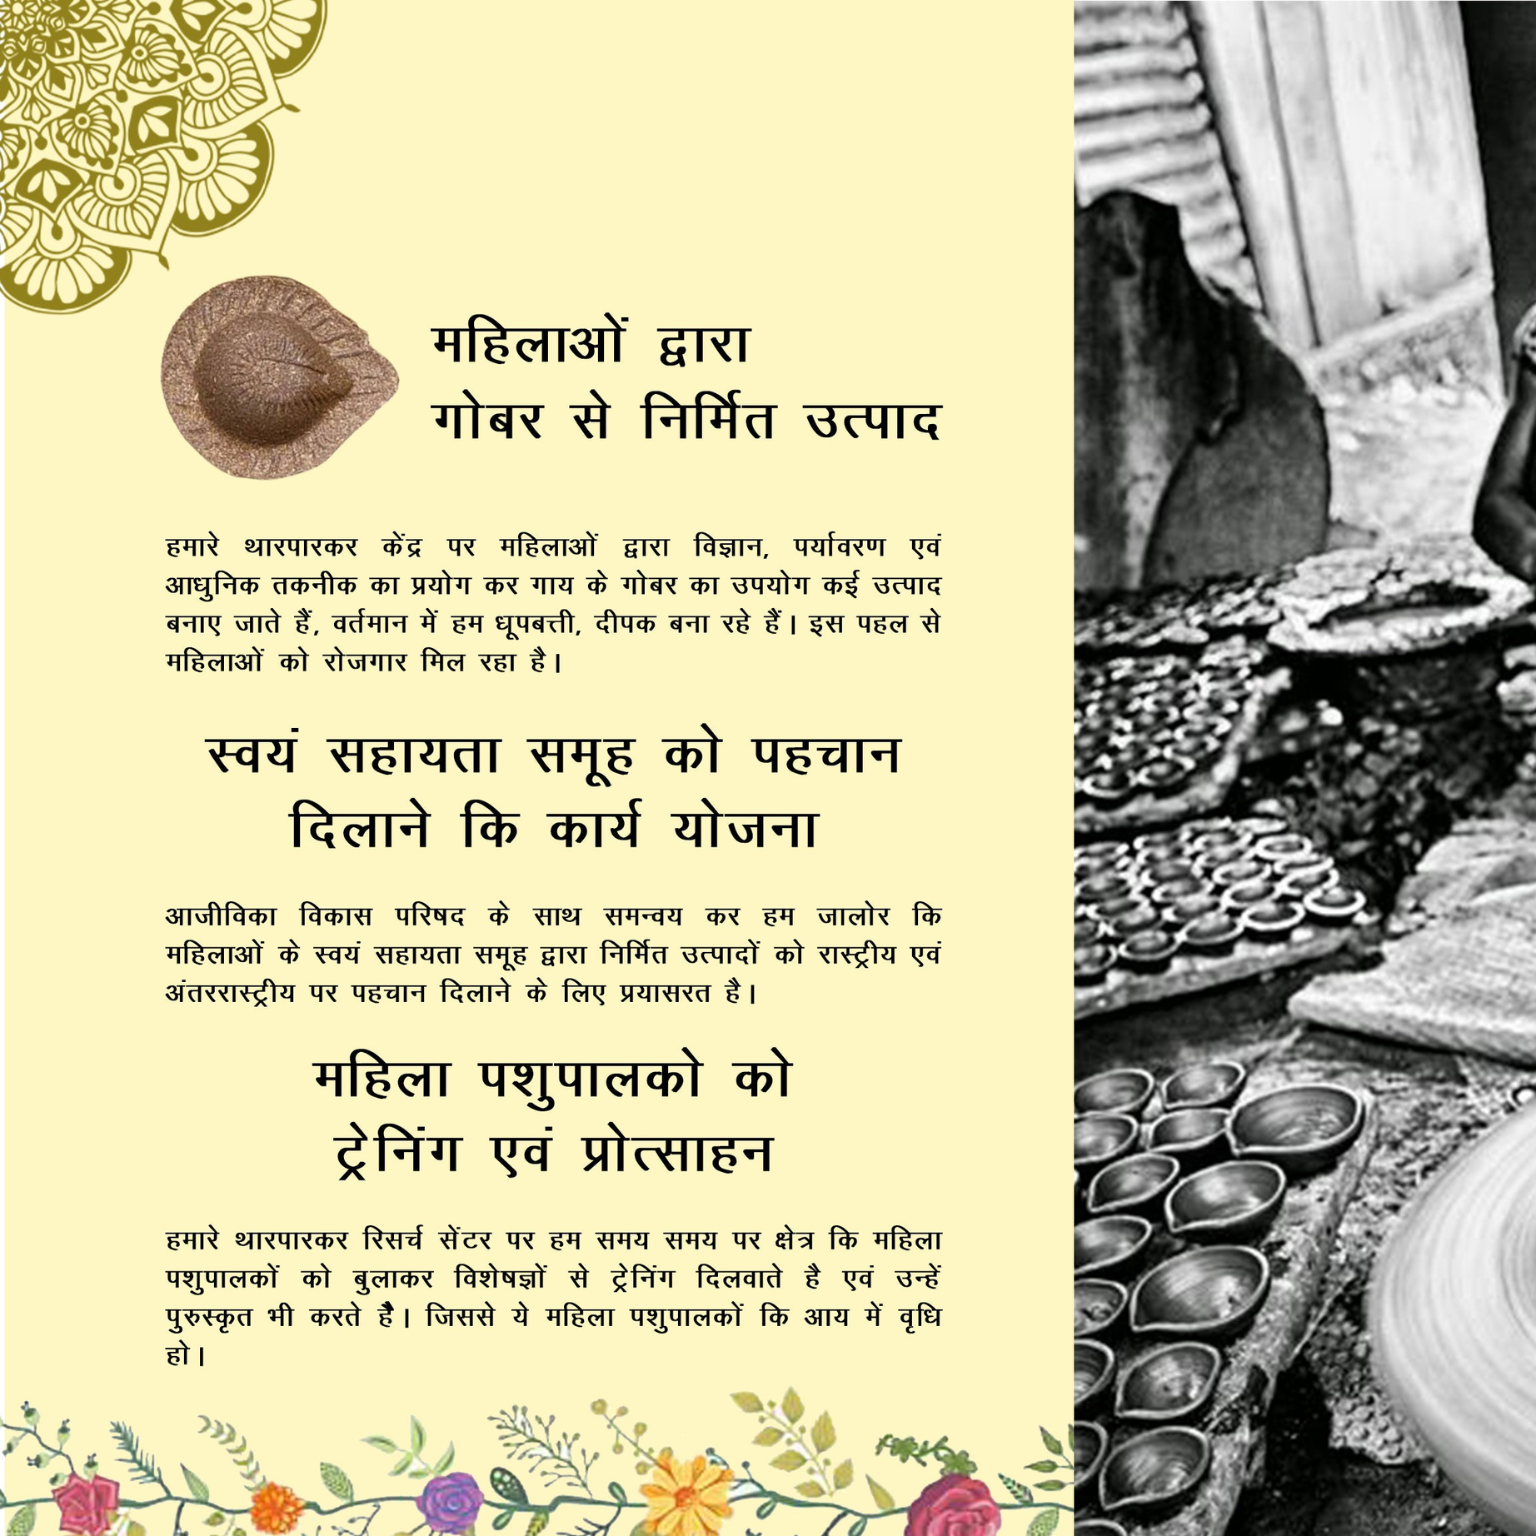 महिलाओं द्वारा
गोबर से निर्मित उत्पाद
हमारे थारपारकर केंद्र पर महिलाओं द्वारा विज्ञान, पर्यावरण एवं
आधुनिक तकनीक का प्रयोग कर गाय के गोबर का उपयोग कई उत्पाद
बनाए जाते हैं, वर्तमान में हम धूपबत्ती, दीपक बना रहे हैं। इस पहल से
महिलाओं को रोजगार मिल रहा है।
स्वयं सहायता समूह को पहचान
दिलाने कि कार्य योजना
आजीविका विकास परिषद के साथ समन्वय कर हम जालोर कि
महिलाओं के स्वयं सहायता समूह द्वारा निर्मित उत्पादों को रास्ट्रीय एवं
अंतररास्ट्रीय पर पहचान दिलाने के लिए प्रयासरत है।
महिला पशुपालको को
ट्रेनिंग एवं प्रोत्साहन
हमारे थारपारकर रिसर्च सेंटर पर हम समय समय पर क्षेत्र कि महिला
पशुपालकों को बुलाकर विशेषज्ञों से ट्रेनिंग दिलवाते है एवं उन्हें
पुरुस्कृत भी करते है। जिससे ये महिला पशुपालकों कि आय में वृधि
हो।